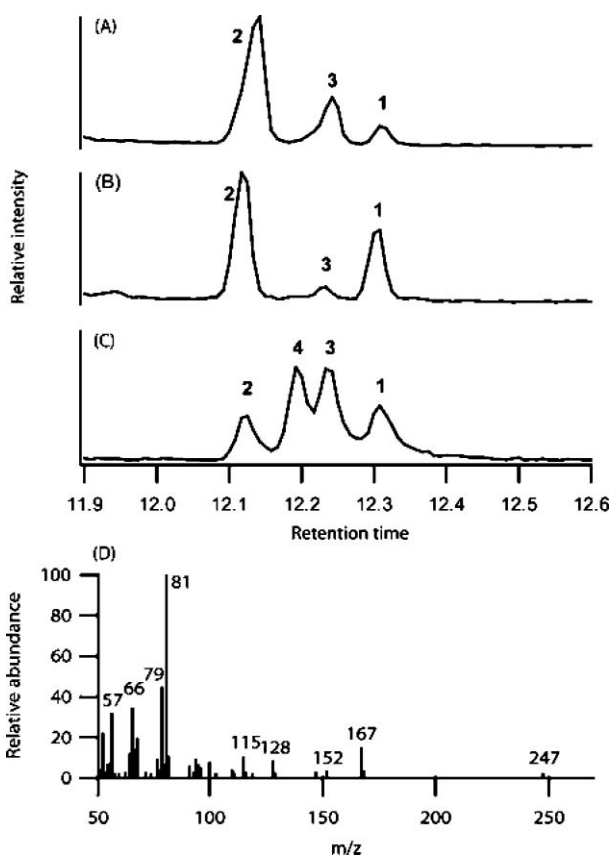 (A)
2
3
1
(B)
2
3
1
(C)
2
4
3
1
Relative intensity
11.9 12.0 12.1 12.2 12.3 12.4 12.5 12.6
Retention time
(D)
100
80
60
40
20
0
Relative abundance
81
79
66
57
115
128
152
167
247
50 100 150 200 250
m/z